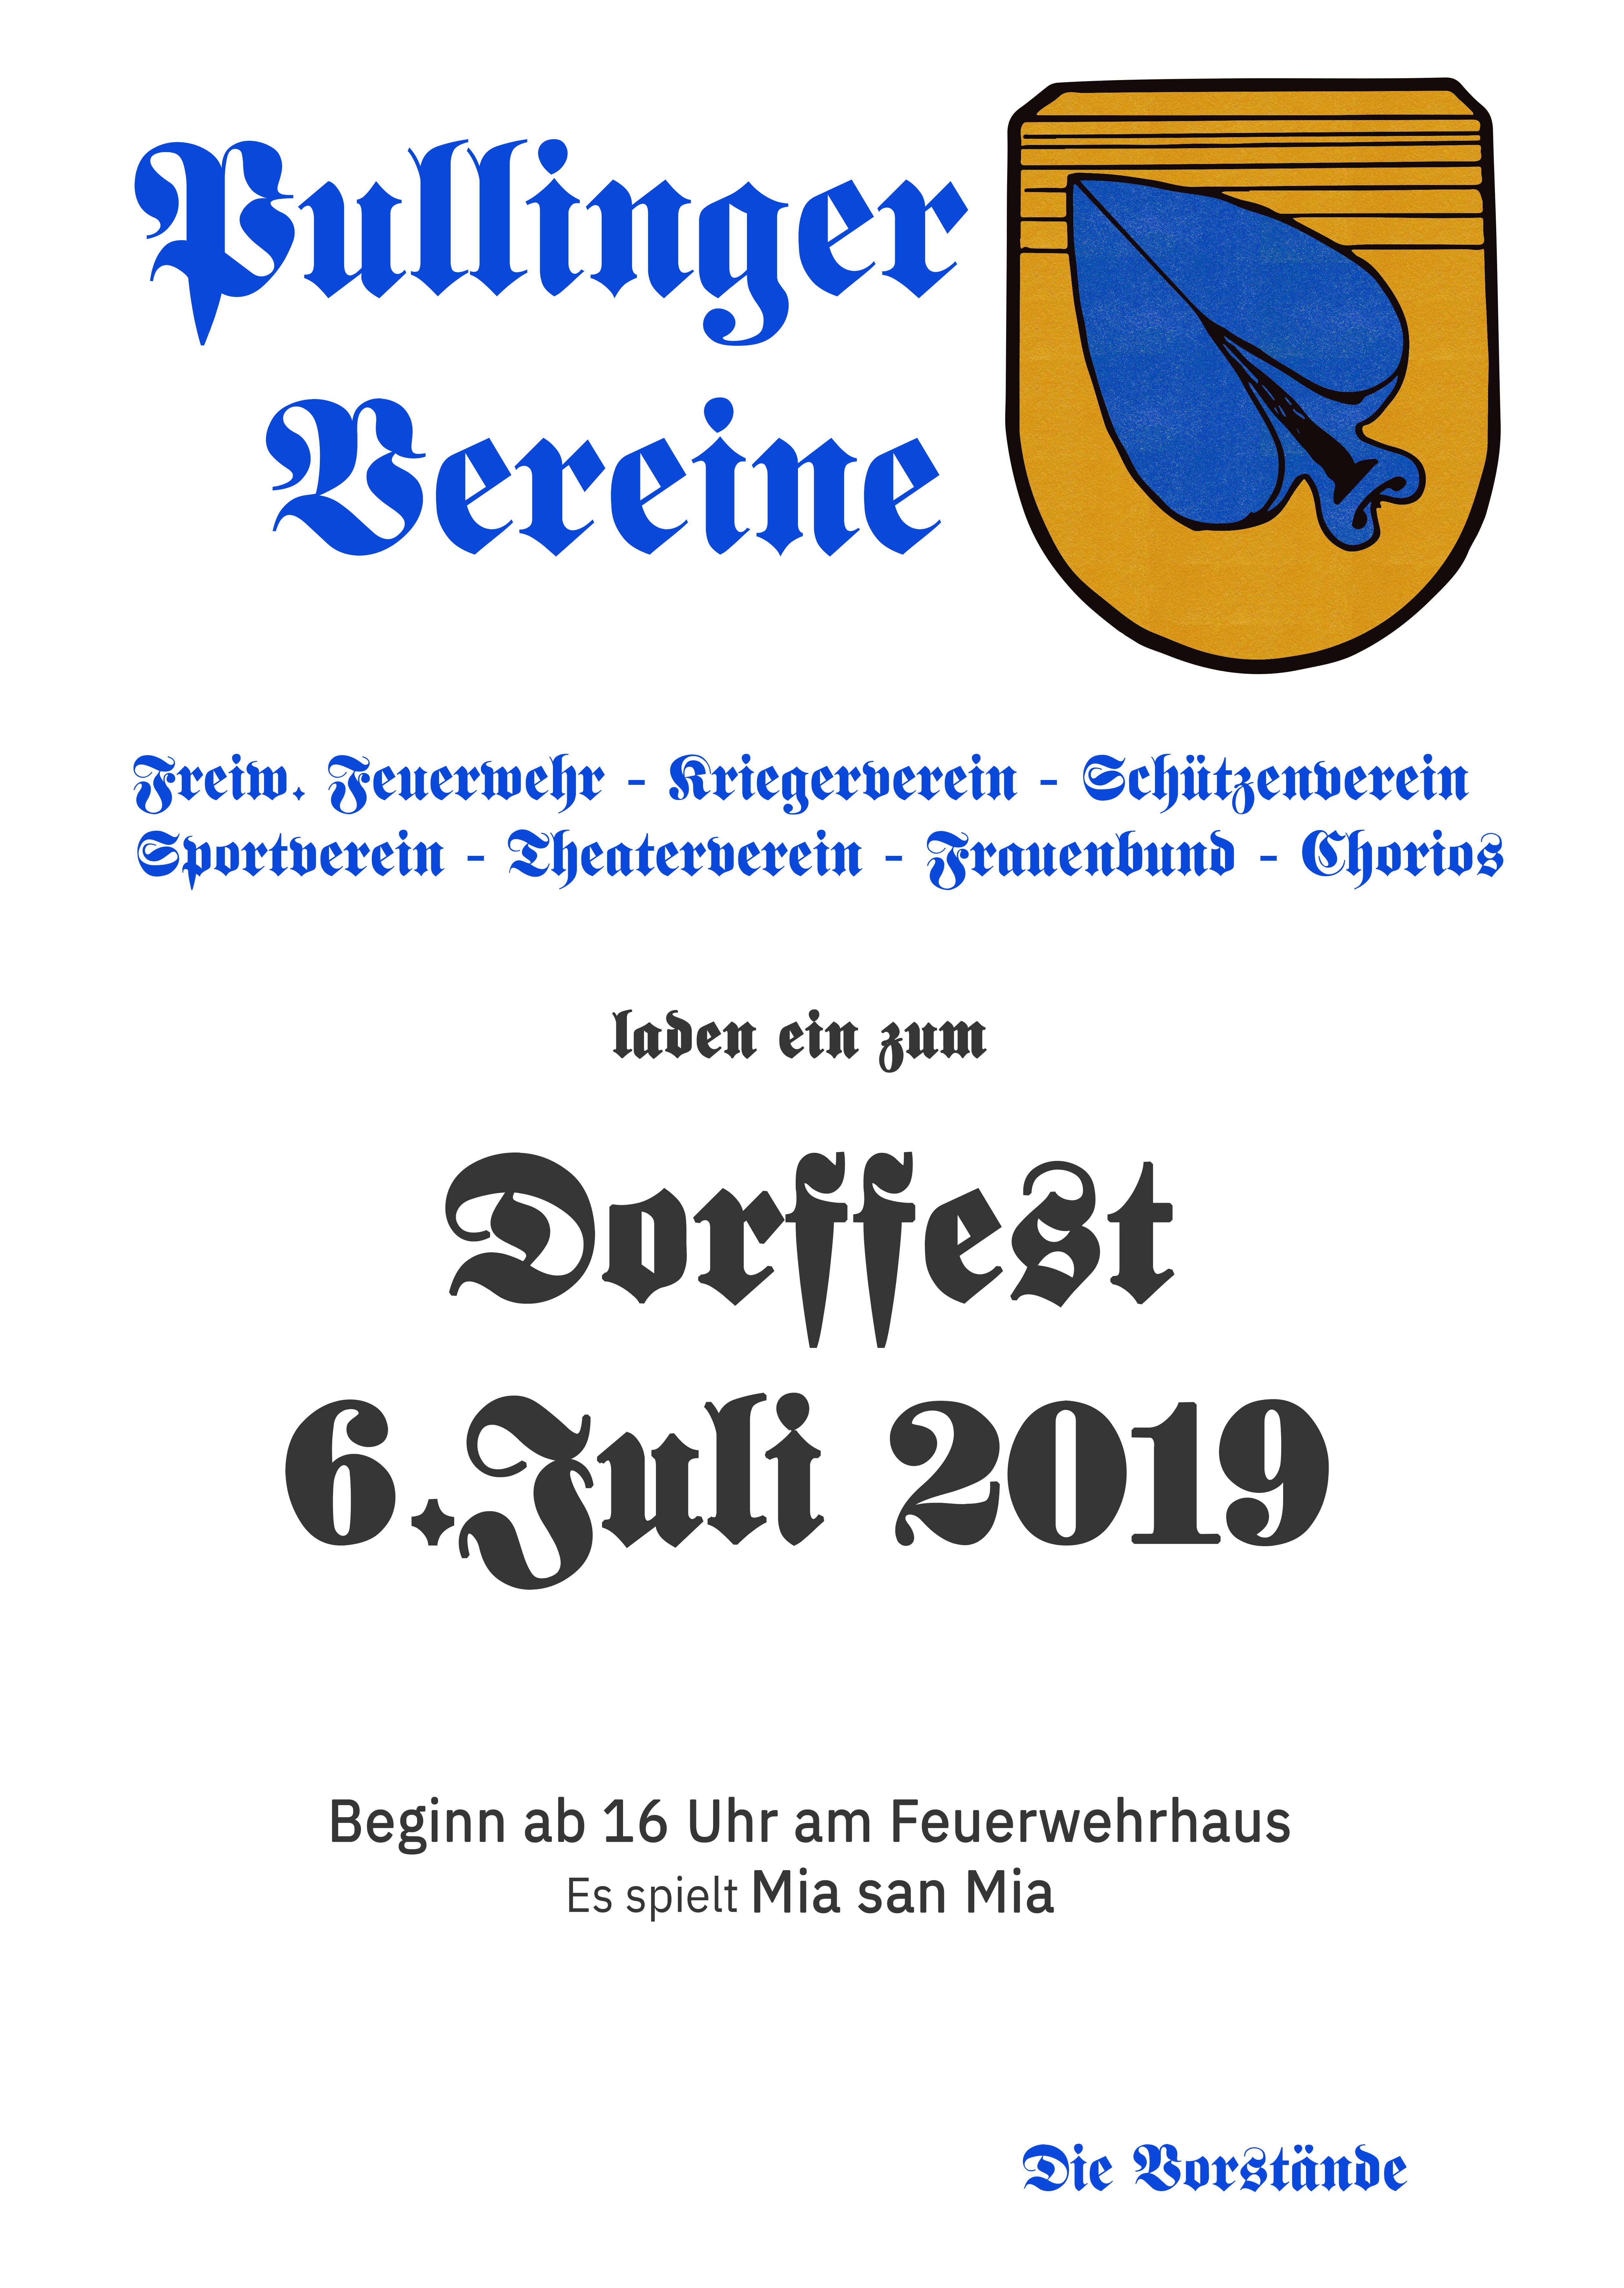 Pullinger
Vereine
Freiw. Feuerwehr - Kriegerverein - Schützenverein
Sportverein - Theaterverein - Frauenbund - Chorios
laden ein zum
Dorffest
6.Juli 2019
Beginn ab 16 Uhr am Feuerwehrhaus
Es spielt Mia san Mia
Die Vorstände